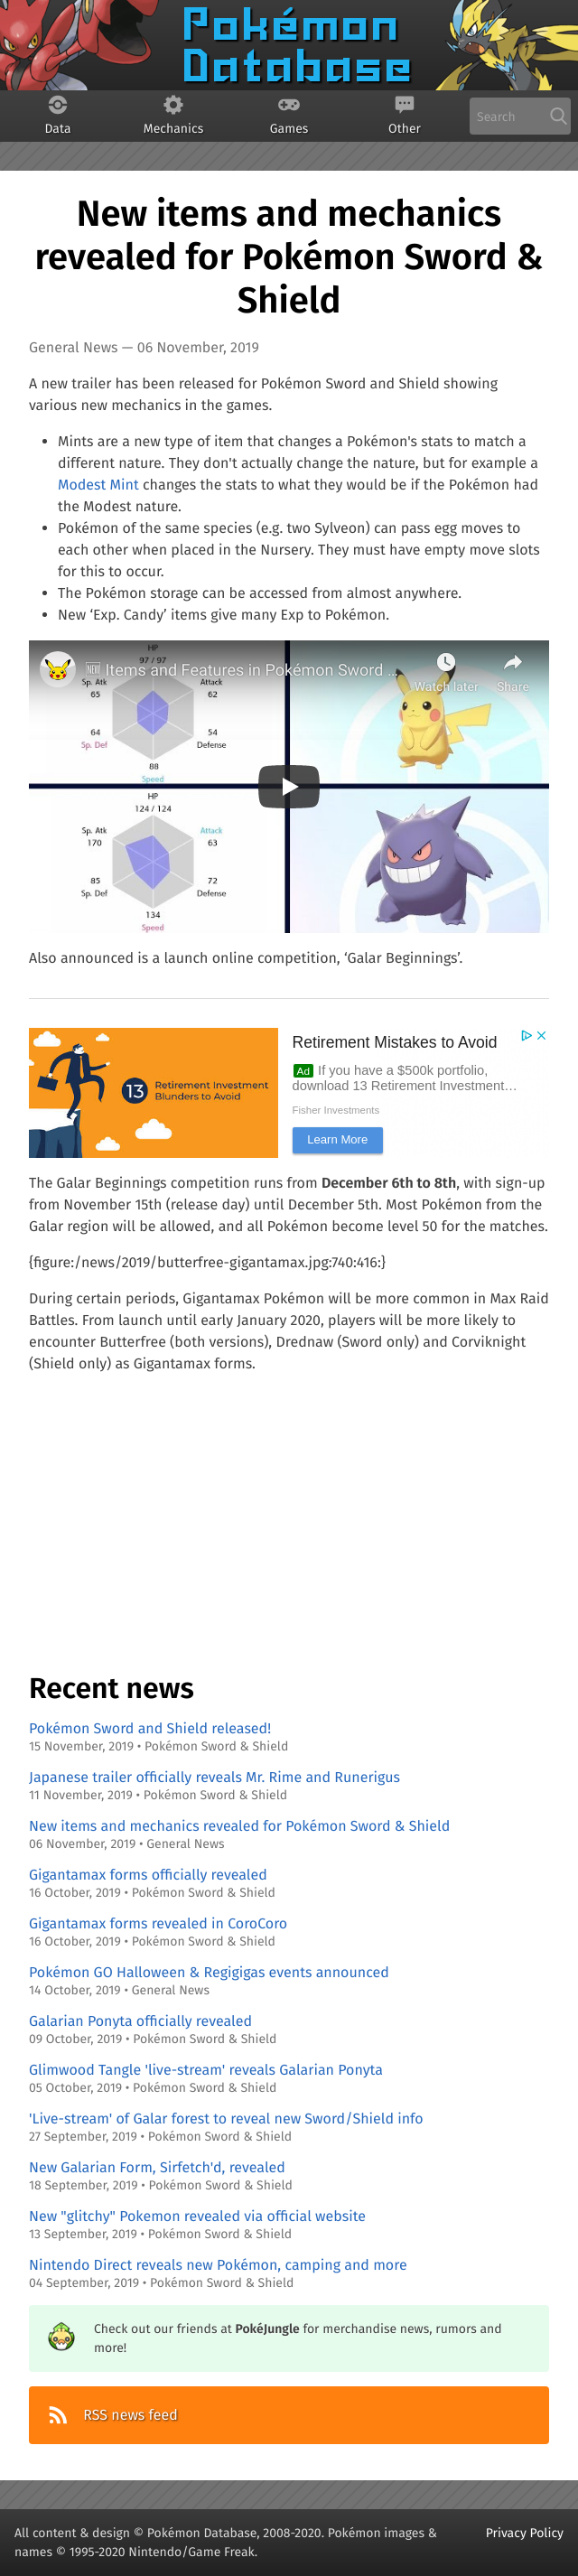 Pokémon
Database
Data
Mechanics
Games
Other
Search
New items and mechanics
revealed for Pokémon Sword &
Shield
General News — 06 November, 2019
A new trailer has been released for Pokémon Sword and Shield showing
various new mechanics in the games.
• Mints are a new type of item that changes a Pokémon's stats to match a
different nature. They don't actually change the nature, but for example a
Modest Mint changes the stats to what they would be if the Pokémon had
the Modest nature.
• Pokémon of the same species (e.g. two Sylveon) can pass egg moves to
each other when placed in the Nursery. They must have empty move slots
for this to occur.
• The Pokémon storage can be accessed from almost anywhere.
• New ‘Exp. Candy’ items give many Exp to Pokémon.
HP
97 / 97
🆕 Items and Features in Pokémon Sword ...
Watch later
Share
Sp. Atk
65
Attack
62
64
Sp. Def
54
Defense
88
Speed
HP
124 / 124
Sp. Atk
170
Attack
63
85
Sp. Def
72
Defense
134
Speed
Also announced is a launch online competition, ‘Galar Beginnings’.
13
Retirement Investment
Blunders to Avoid
Retirement Mistakes to Avoid
Ad If you have a $500k portfolio,
download 13 Retirement Investment…
Fisher Investments
Learn More
The Galar Beginnings competition runs from December 6th to 8th, with sign-up
from November 15th (release day) until December 5th. Most Pokémon from the
Galar region will be allowed, and all Pokémon become level 50 for the matches.
{figure:/news/2019/butterfree-gigantamax.jpg:740:416:}
During certain periods, Gigantamax Pokémon will be more common in Max Raid
Battles. From launch until early January 2020, players will be more likely to
encounter Butterfree (both versions), Drednaw (Sword only) and Corviknight
(Shield only) as Gigantamax forms.
Recent news
Pokémon Sword and Shield released!
15 November, 2019 • Pokémon Sword & Shield
Japanese trailer officially reveals Mr. Rime and Runerigus
11 November, 2019 • Pokémon Sword & Shield
New items and mechanics revealed for Pokémon Sword & Shield
06 November, 2019 • General News
Gigantamax forms officially revealed
16 October, 2019 • Pokémon Sword & Shield
Gigantamax forms revealed in CoroCoro
16 October, 2019 • Pokémon Sword & Shield
Pokémon GO Halloween & Regigigas events announced
14 October, 2019 • General News
Galarian Ponyta officially revealed
09 October, 2019 • Pokémon Sword & Shield
Glimwood Tangle 'live-stream' reveals Galarian Ponyta
05 October, 2019 • Pokémon Sword & Shield
'Live-stream' of Galar forest to reveal new Sword/Shield info
27 September, 2019 • Pokémon Sword & Shield
New Galarian Form, Sirfetch'd, revealed
18 September, 2019 • Pokémon Sword & Shield
New "glitchy" Pokemon revealed via official website
13 September, 2019 • Pokémon Sword & Shield
Nintendo Direct reveals new Pokémon, camping and more
04 September, 2019 • Pokémon Sword & Shield
Check out our friends at PokéJungle for merchandise news, rumors and
more!
RSS news feed
All content & design © Pokémon Database, 2008-2020. Pokémon images &
names © 1995-2020 Nintendo/Game Freak.
Privacy Policy